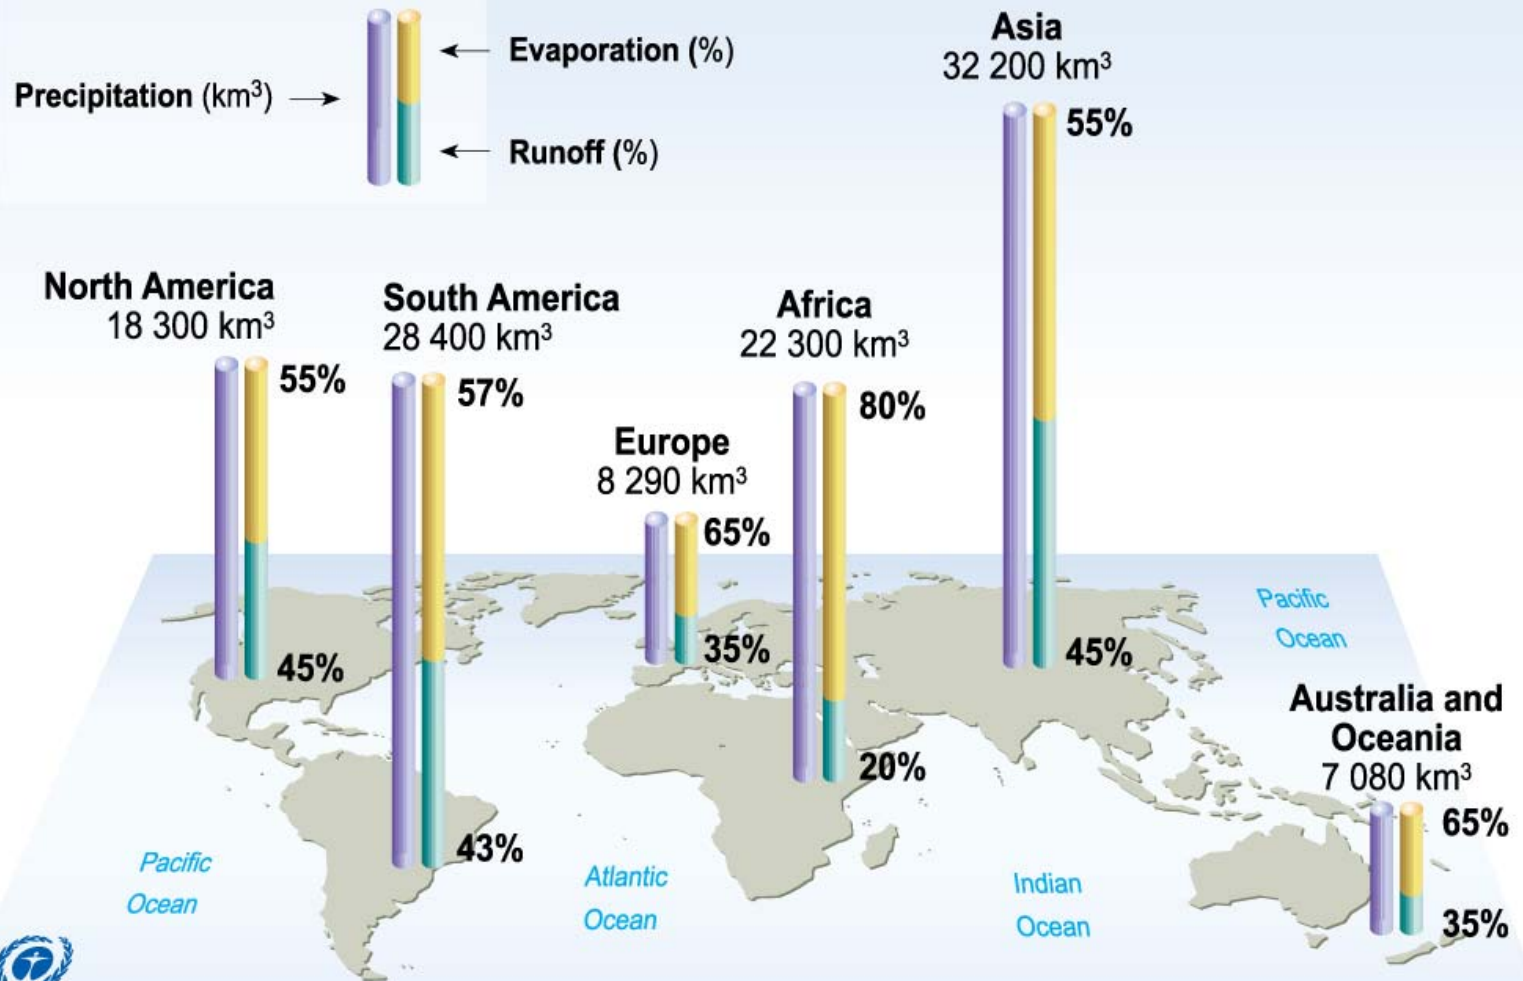 Precipitation (km³)
Evaporation (%)
Runoff (%)
North America
18 300 km³
55%
45%
South America
28 400 km³
57%
43%
Europe
8 290 km³
65%
35%
Africa
22 300 km³
80%
20%
Asia
32 200 km³
55%
45%
Australia and
Oceania
7 080 km³
65%
35%
Pacific
Ocean
Atlantic
Ocean
Indian
Ocean
Pacific
Ocean